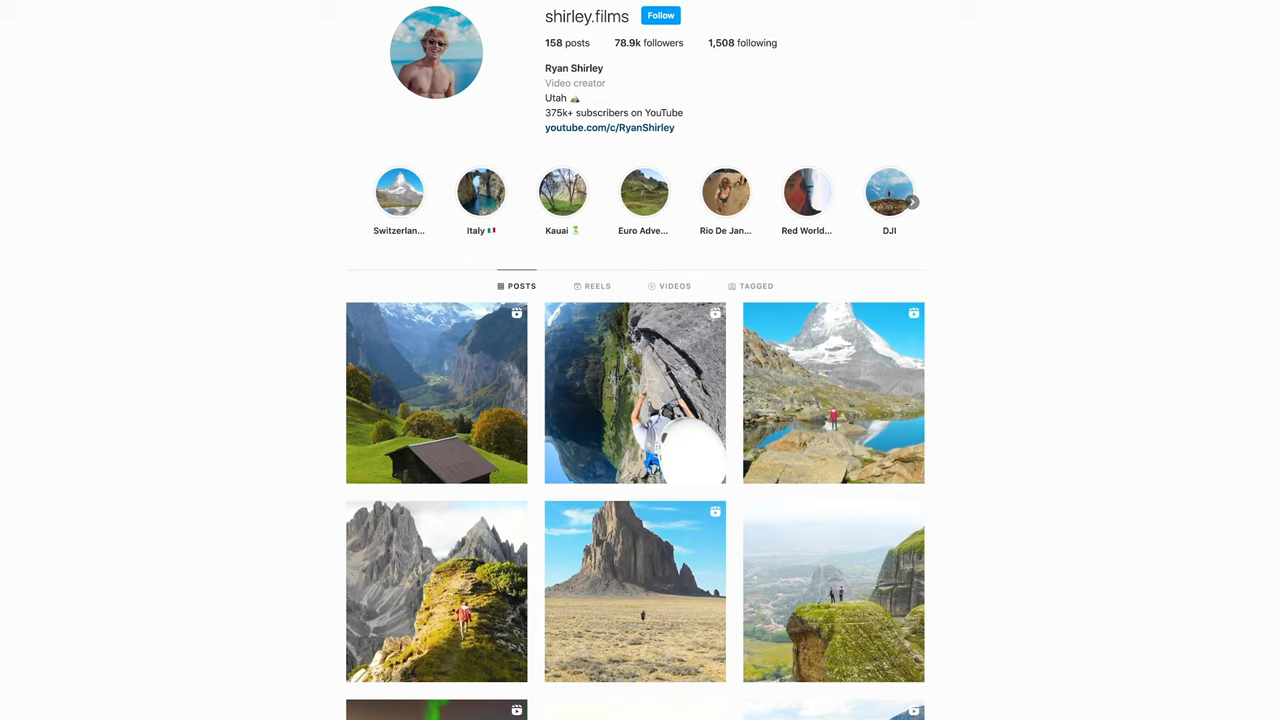 shirley.films Follow
158 posts 78.9k followers 1,508 following
Ryan Shirley
Video creator
Utah 🏕️
375k+ subscribers on YouTube
youtube.com/c/RyanShirley
Switzerlan... Italy 🇮🇹 Kauai 🏝️ Euro Adve... Rio De Jan... Red World... DJI
POSTS REELS VIDEOS TAGGED